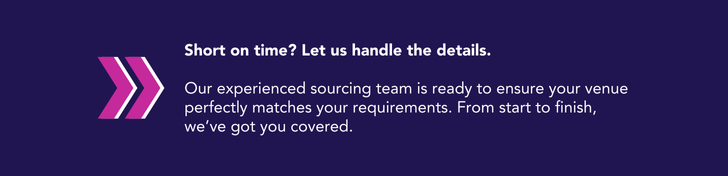 Short on time? Let us handle the details.
Our experienced sourcing team is ready to ensure your venue
perfectly matches your requirements. From start to finish,
we’ve got you covered.